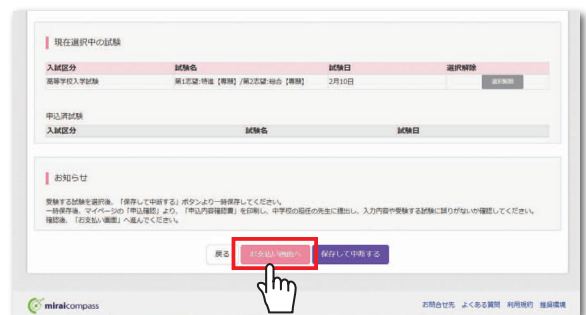 現在選択中の試験
入試区分 試験名 試験日 選択解除
高等学校入学試験 第1志望:特進【専願】/第2志望:総合【専願】 2月10日 選択解除
申込済試験
入試区分 試験名 試験日
お知らせ
受験する試験を選択後、「保存して中断する」ボタンより一時保存してください。
一時保存後、マイページの「申込確認」より、「申込内容確認書」を印刷し、中学校の担任の先生に提出し、入力内容や受験する試験に誤りがないか確認してください。
確認後、「お支払い画面」へ進んでください。
戻る お支払い画面へ 保存して中断する
miraicompass お問合せ先 よくある質問 利用規約 推奨環境